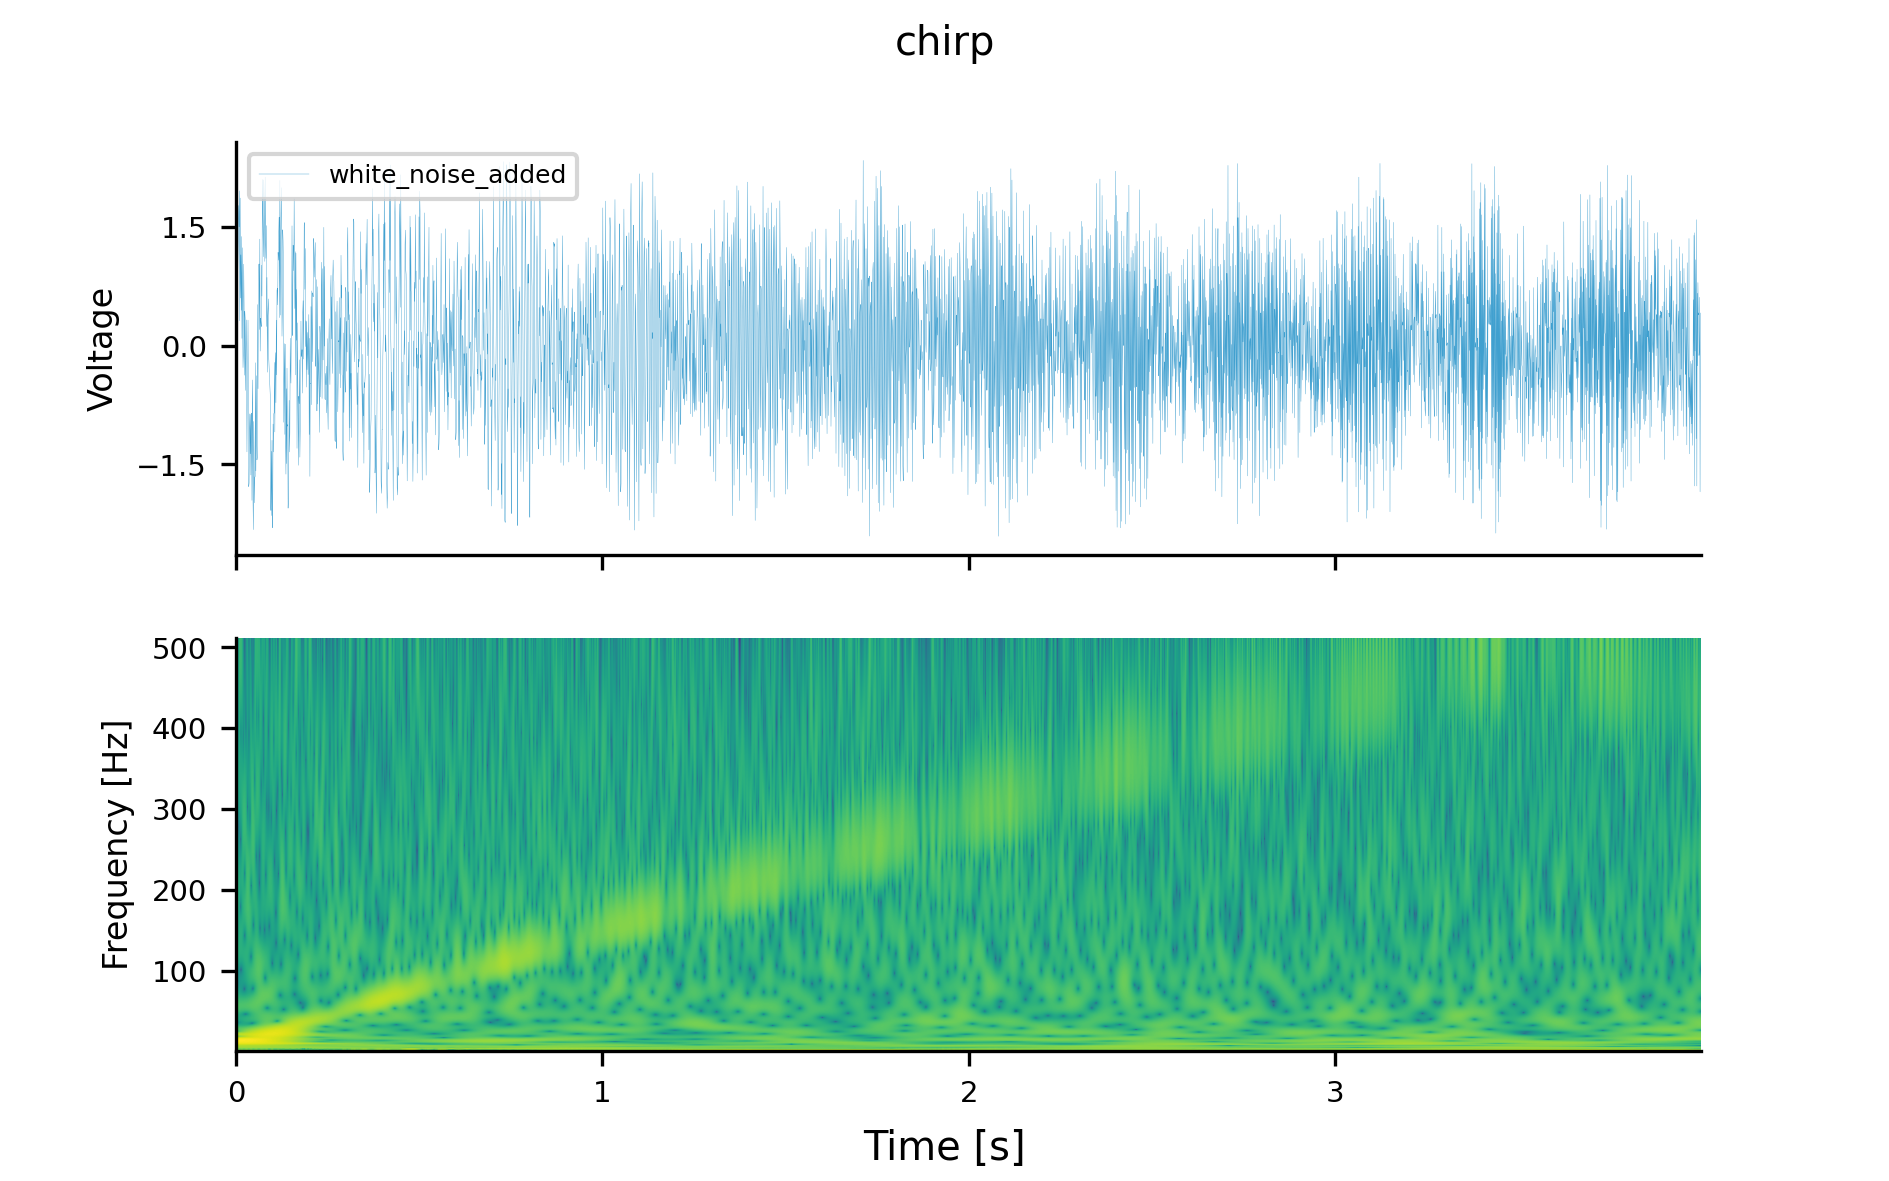 chirp
white_noise_added
1.5
0.0
−1.5
Voltage
500
400
300
200
100
Frequency [Hz]
0 1 2 3
Time [s]